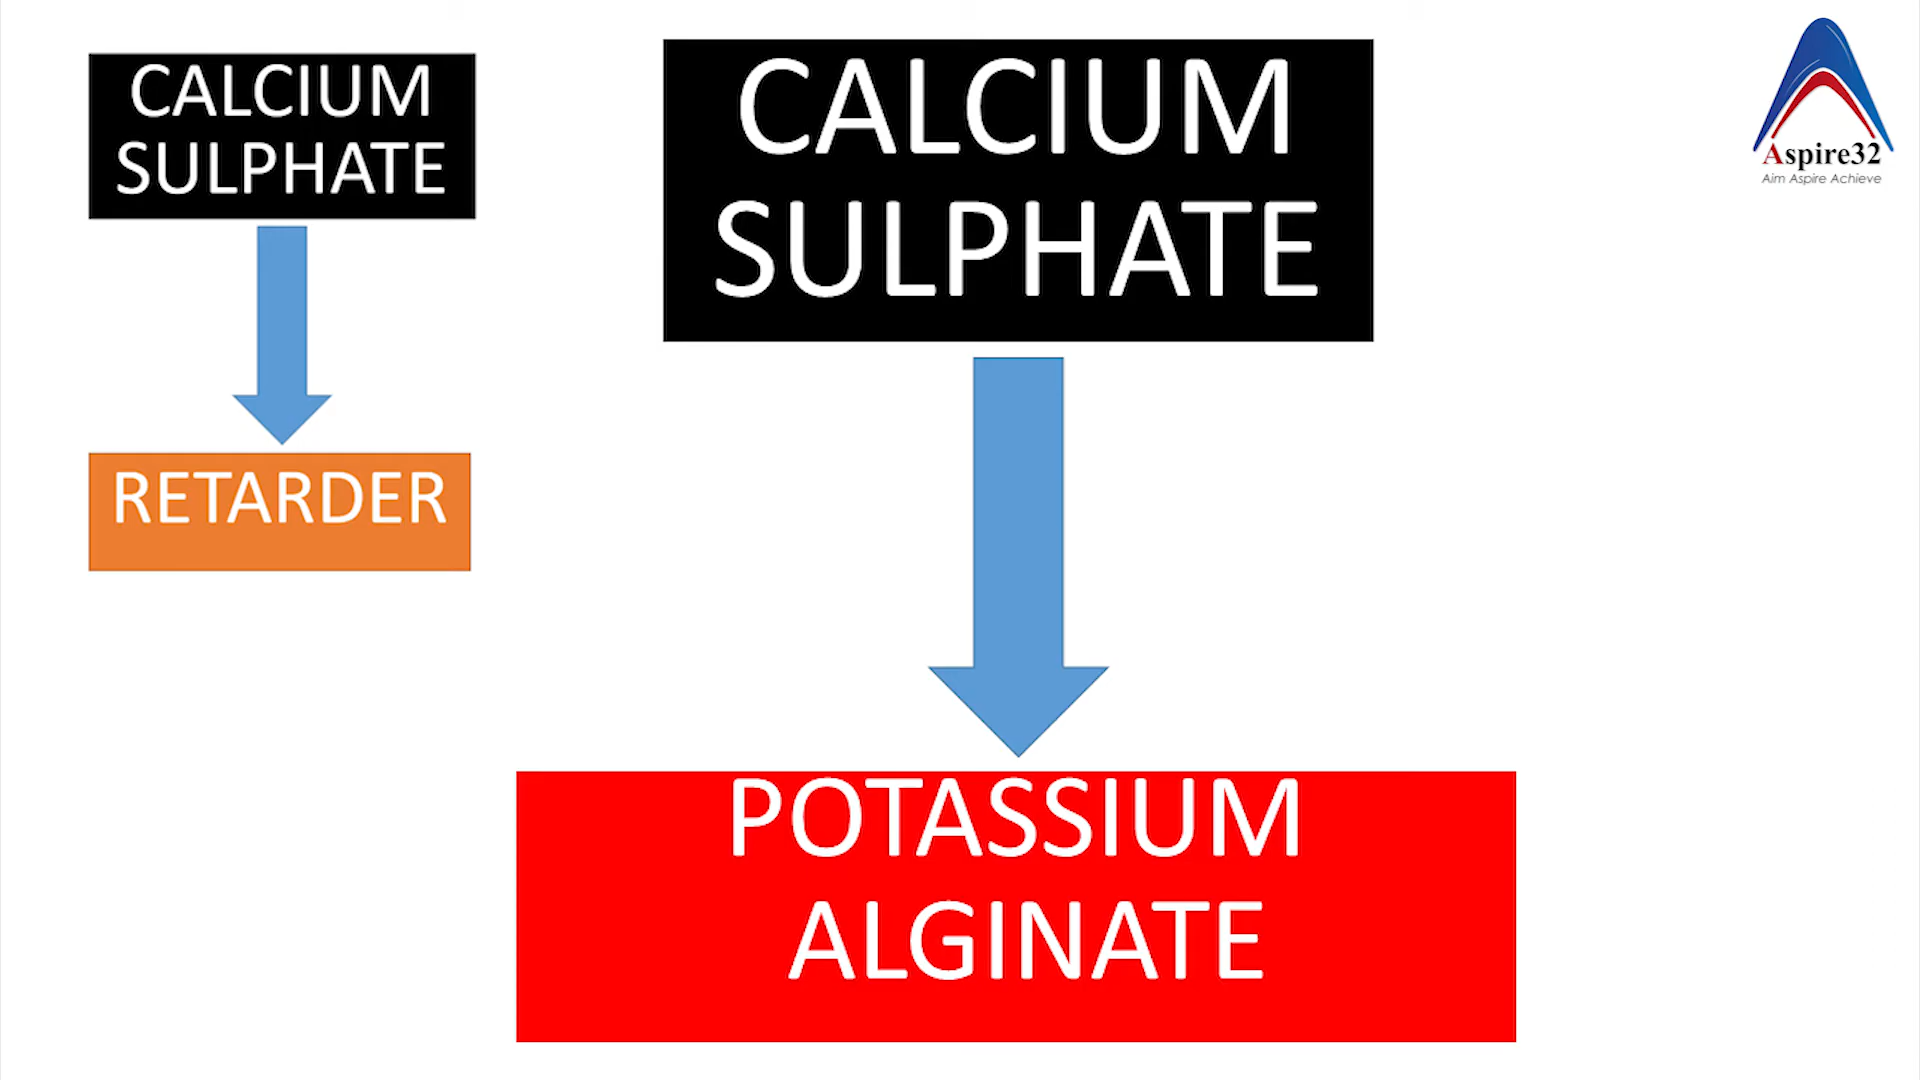 CALCIUM
SULPHATE
RETARDER
CALCIUM
SULPHATE
POTASSIUM
ALGINATE
Aspire32
Aim Aspire Achieve